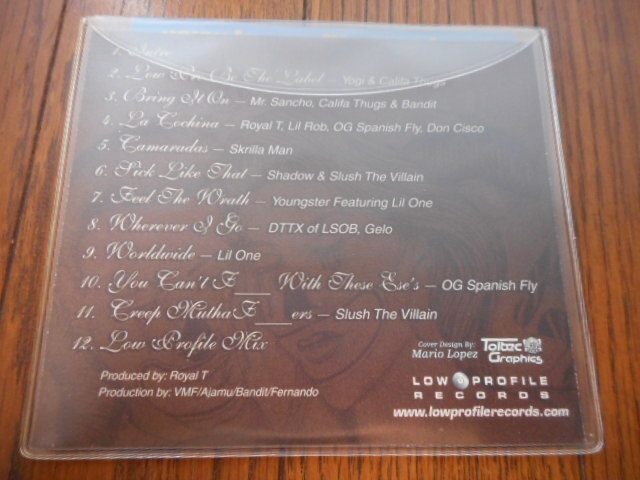 1. Intro
2. Low Pro Be The Label – Yogi & Califa Thugs
3. Bring It On – Mr. Sancho, Califa Thugs & Bandit
4. La Cochina – Royal T, Lil Rob, OG Spanish Fly, Don Cisco
5. Camaradas – Skrilla Man
6. Sick Like That – Shadow & Slush The Villain
7. Feel The Wrath – Youngster Featuring Lil One
8. Wherever I Go – DTTX of LSOB, Gelo
9. Worldwide – Lil One
10. You Can't F____ With These Ese's – OG Spanish Fly
11. Creep MuthaF____ers – Slush The Villain
12. Low Profile Mix
Cover Design By:
Mario Lopez
Toltec
Graphics
Produced by: Royal T
Production by: VMF/Ajamu/Bandit/Fernando
LOW PROFILE
RECORDS
www.lowprofilerecords.com